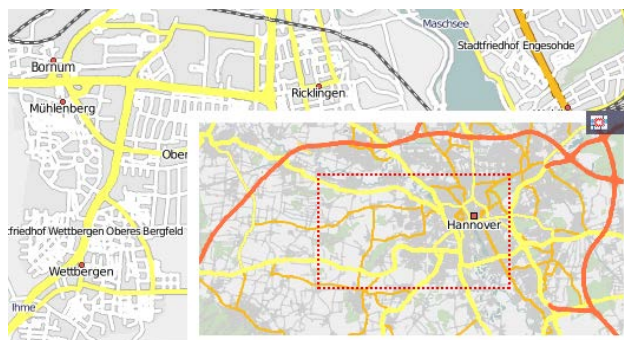 Maschsee
Stadtfriedhof Engesohde
Bornum
Ricklingen
Mühlenberg
Ober
friedhof Wettbergen Oberes Bergfeld
Hannover
Wettbergen
Ihme